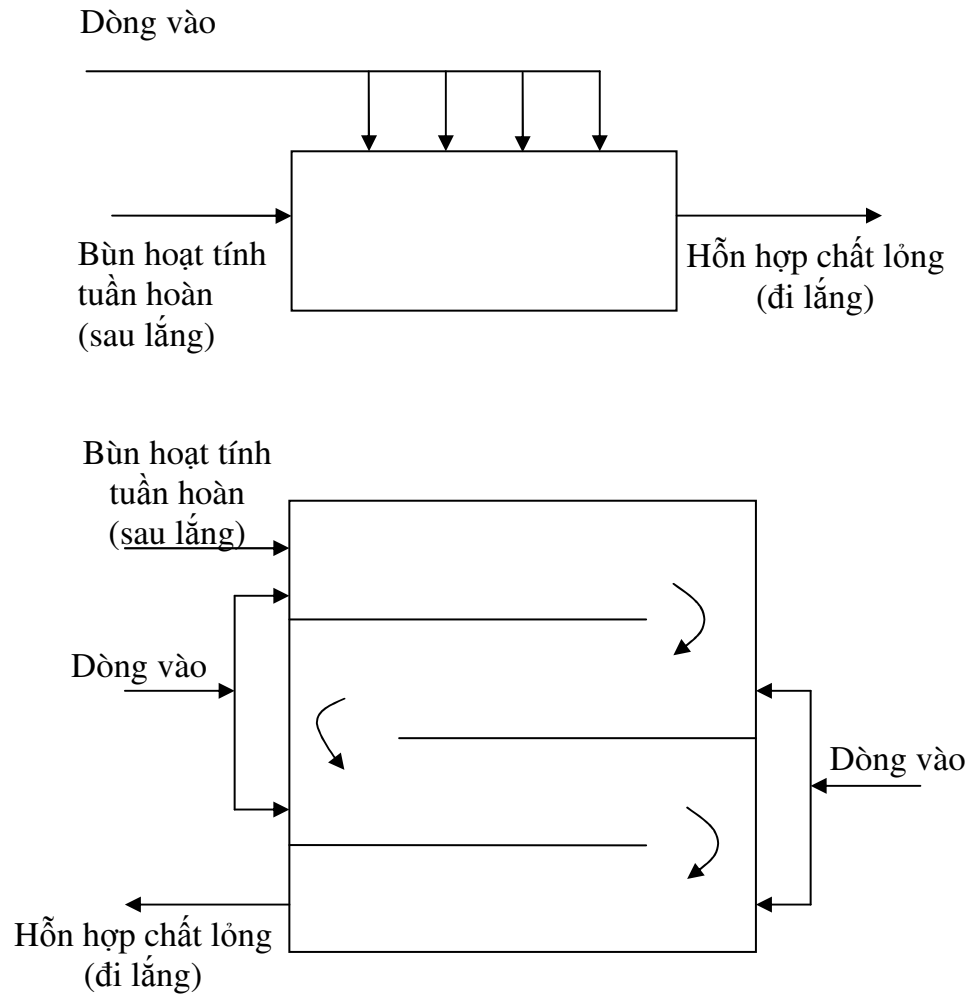 Dòng vào
Bùn hoạt tính
tuần hoàn
(sau lắng)
Hỗn hợp chất lỏng
(đi lắng)
Bùn hoạt tính
tuần hoàn
(sau lắng)
Dòng vào
Dòng vào
Hỗn hợp chất lỏng
(đi lắng)